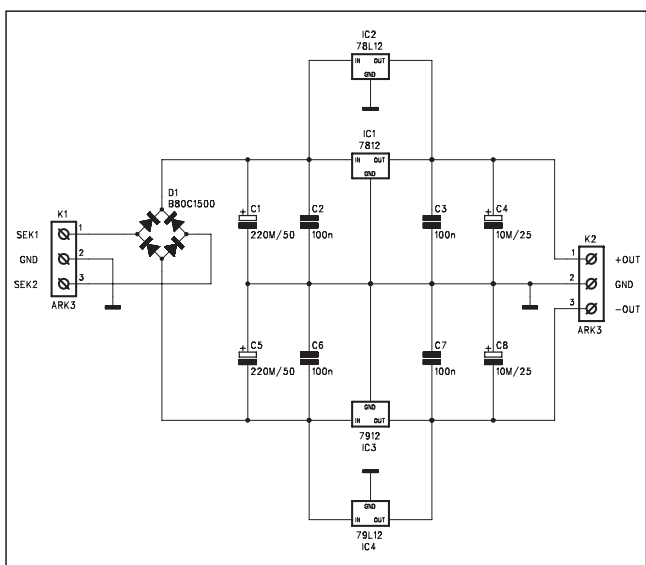 IC2
78L12
IN OUT
GND
IC1
7812
IN OUT
GND
D1
B80C1500
K1
SEK1 1
GND 2
SEK2 3
ARK3
+ C1
220M/50
C2
100n
C3
100n
+ C4
10M/25
K2
1 +OUT
2 GND
3 -OUT
ARK3
+ C5
220M/50
C6
100n
C7
100n
+ C8
10M/25
GND
IN OUT
7912
IC3
GND
IN OUT
79L12
IC4